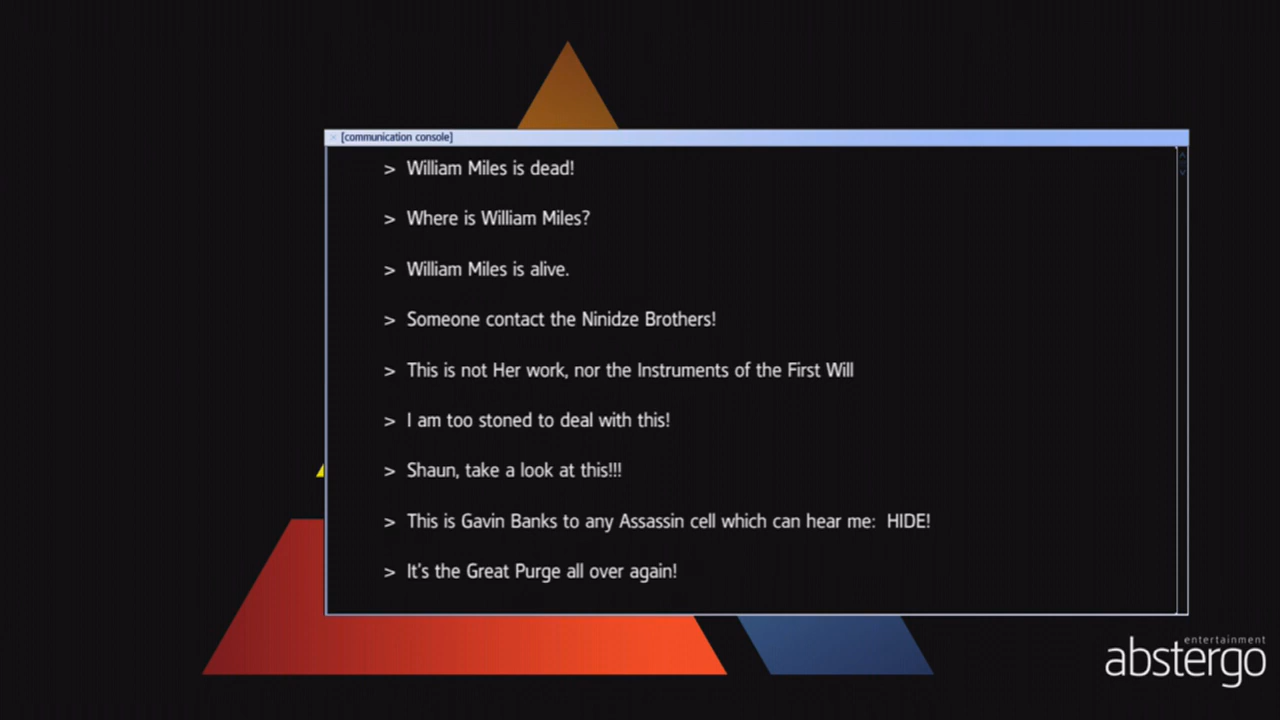 [communication console]
> William Miles is dead!
> Where is William Miles?
> William Miles is alive.
> Someone contact the Ninidze Brothers!
> This is not Her work, nor the Instruments of the First Will
> I am too stoned to deal with this!
> Shaun, take a look at this!!!
> This is Gavin Banks to any Assassin cell which can hear me:  HIDE!
> It's the Great Purge all over again!
entertainment
abstergo